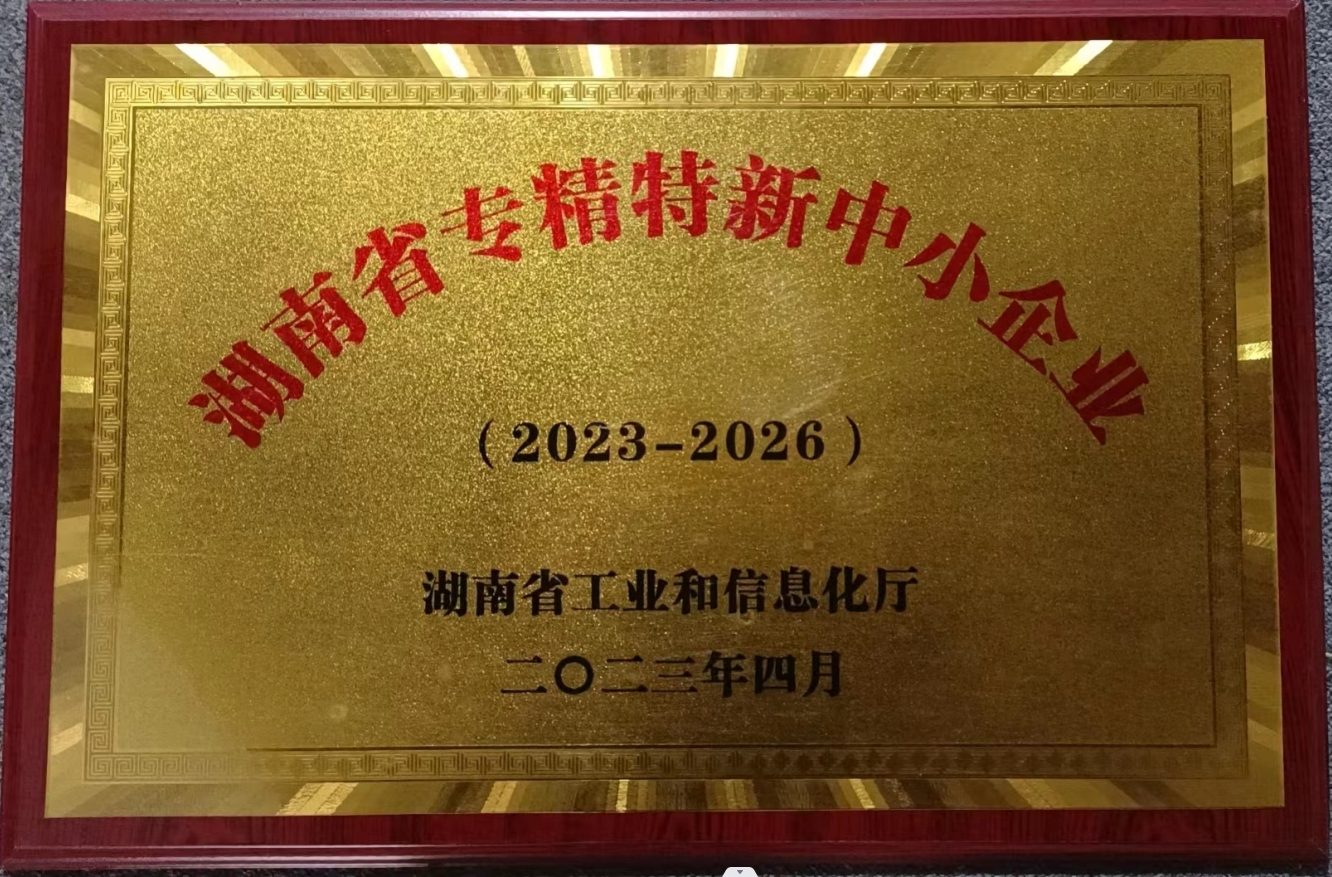 湖南省专精特新中小企业
（2023-2026）
湖南省工业和信息化厅
二〇二三年四月